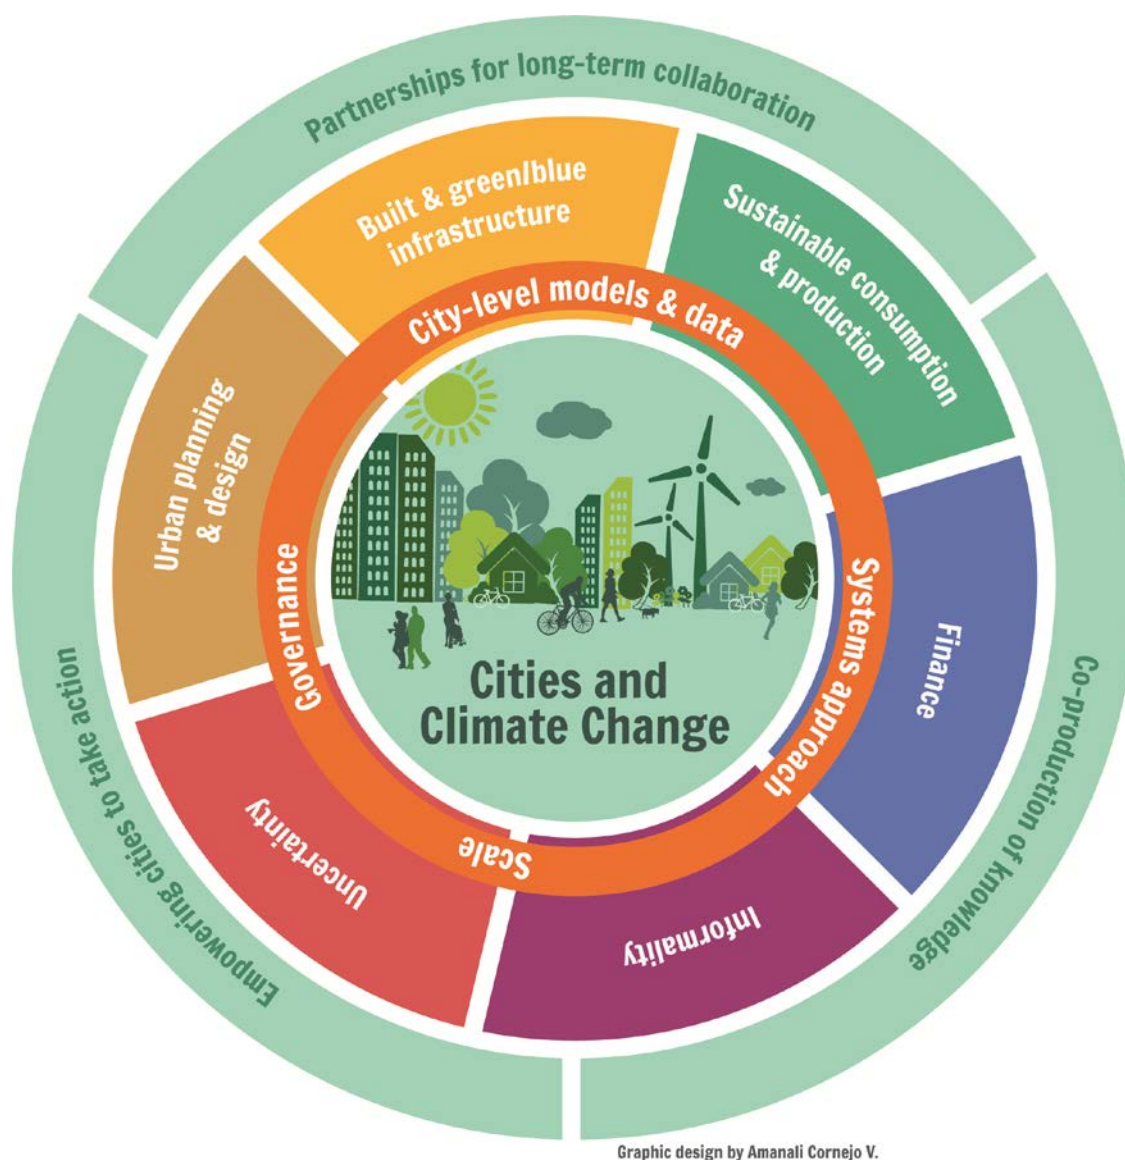 Partnerships for long-term collaboration
Built & green/blue
infrastructure
Sustainable consumption
& production
City-level models & data
Urban planning
& design
Governance
Systems approach
Finance
Cities and
Climate Change
Empowering cities to take action
Co-production of knowledge
Uncertainty
Scale
Informality
Graphic design by Amanali Cornejo V.